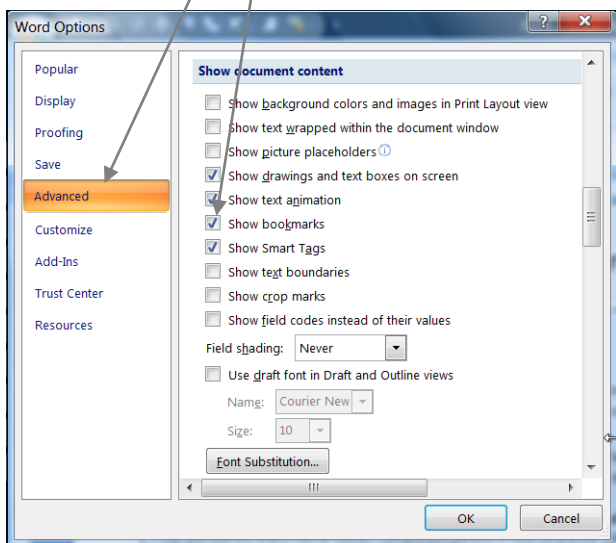 Word Options
Popular
Display
Proofing
Save
Advanced
Customize
Add-Ins
Trust Center
Resources
Show document content
Show background colors and images in Print Layout view
Show text wrapped within the document window
Show picture placeholders
Show drawings and text boxes on screen
Show text animation
Show bookmarks
Show Smart Tags
Show text boundaries
Show crop marks
Show field codes instead of their values
Field shading: Never
Use draft font in Draft and Outline views
Name: Courier New
Size: 10
Font Substitution...
OK Cancel